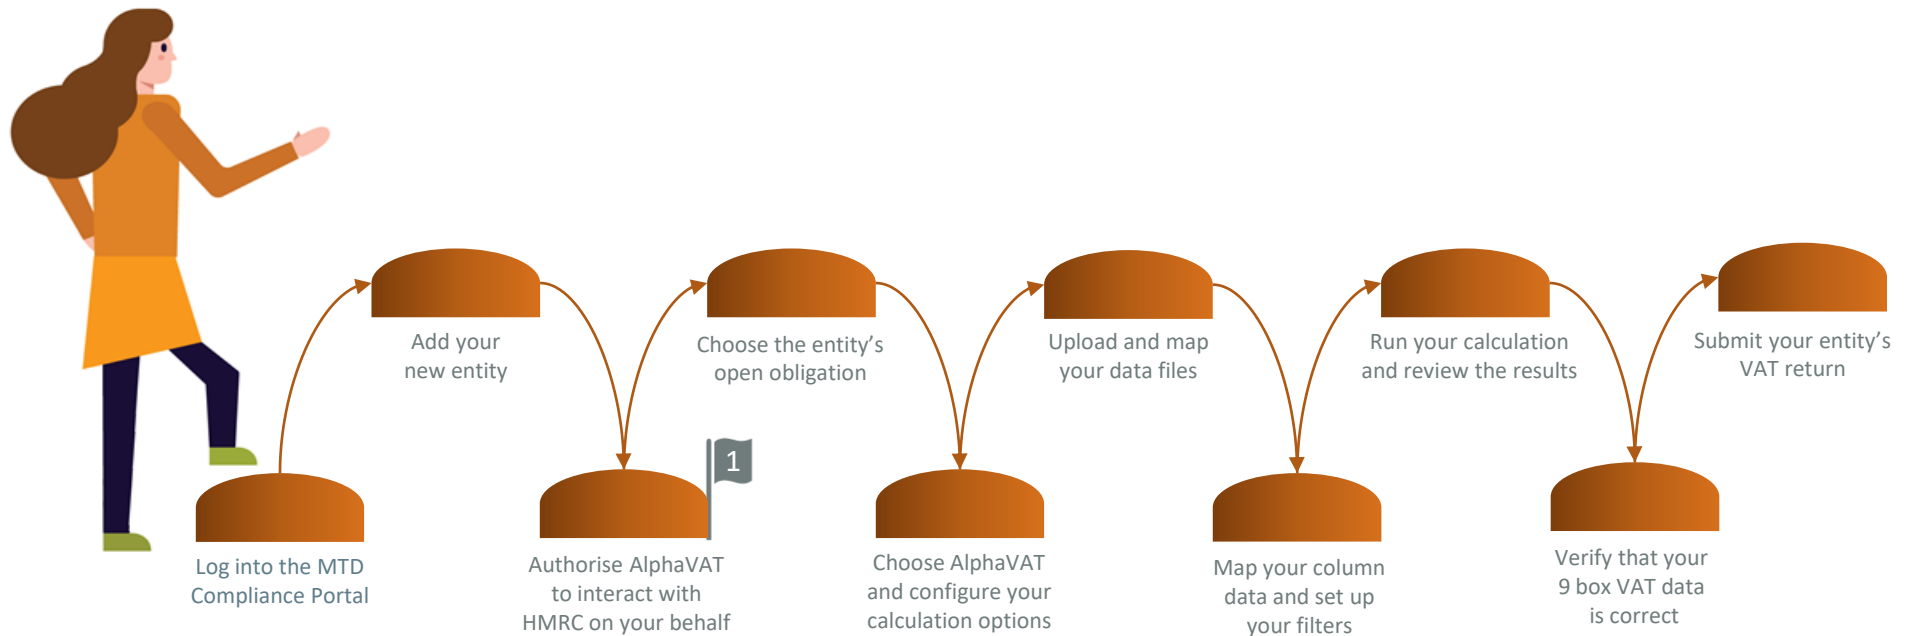 Log into the MTD
Compliance Portal
Add your
new entity
1
Authorise AlphaVAT
to interact with
HMRC on your behalf
Choose the entity’s
open obligation
Choose AlphaVAT
and configure your
calculation options
Upload and map
your data files
Map your column
data and set up
your filters
Run your calculation
and review the results
Verify that your
9 box VAT data
is correct
Submit your entity’s
VAT return